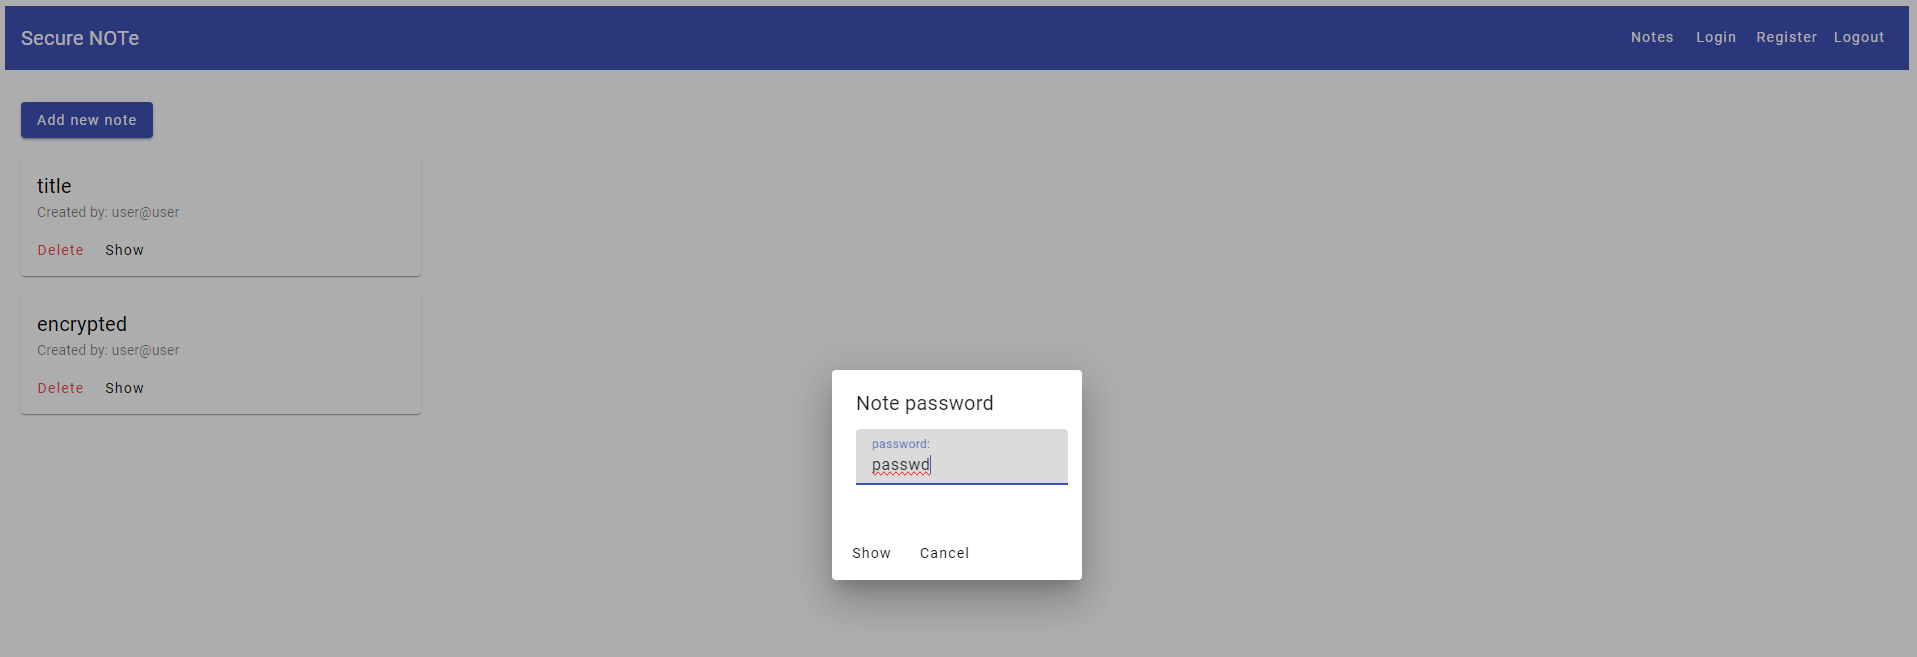 Secure NOTe
Notes Login Register Logout
Add new note
title
Created by: user@user
Delete Show
encrypted
Created by: user@user
Delete Show
Note password
password:
passwd
Show Cancel